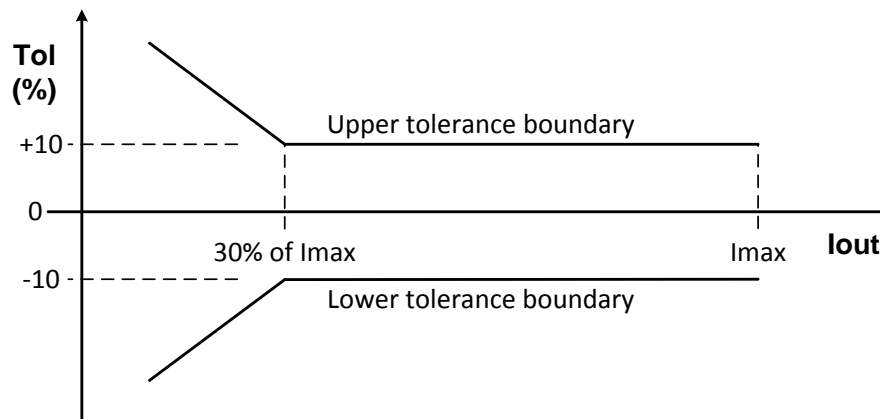 Tol
(%)
Upper tolerance boundary
+10
0
30% of Imax
Imax
Iout
-10
Lower tolerance boundary